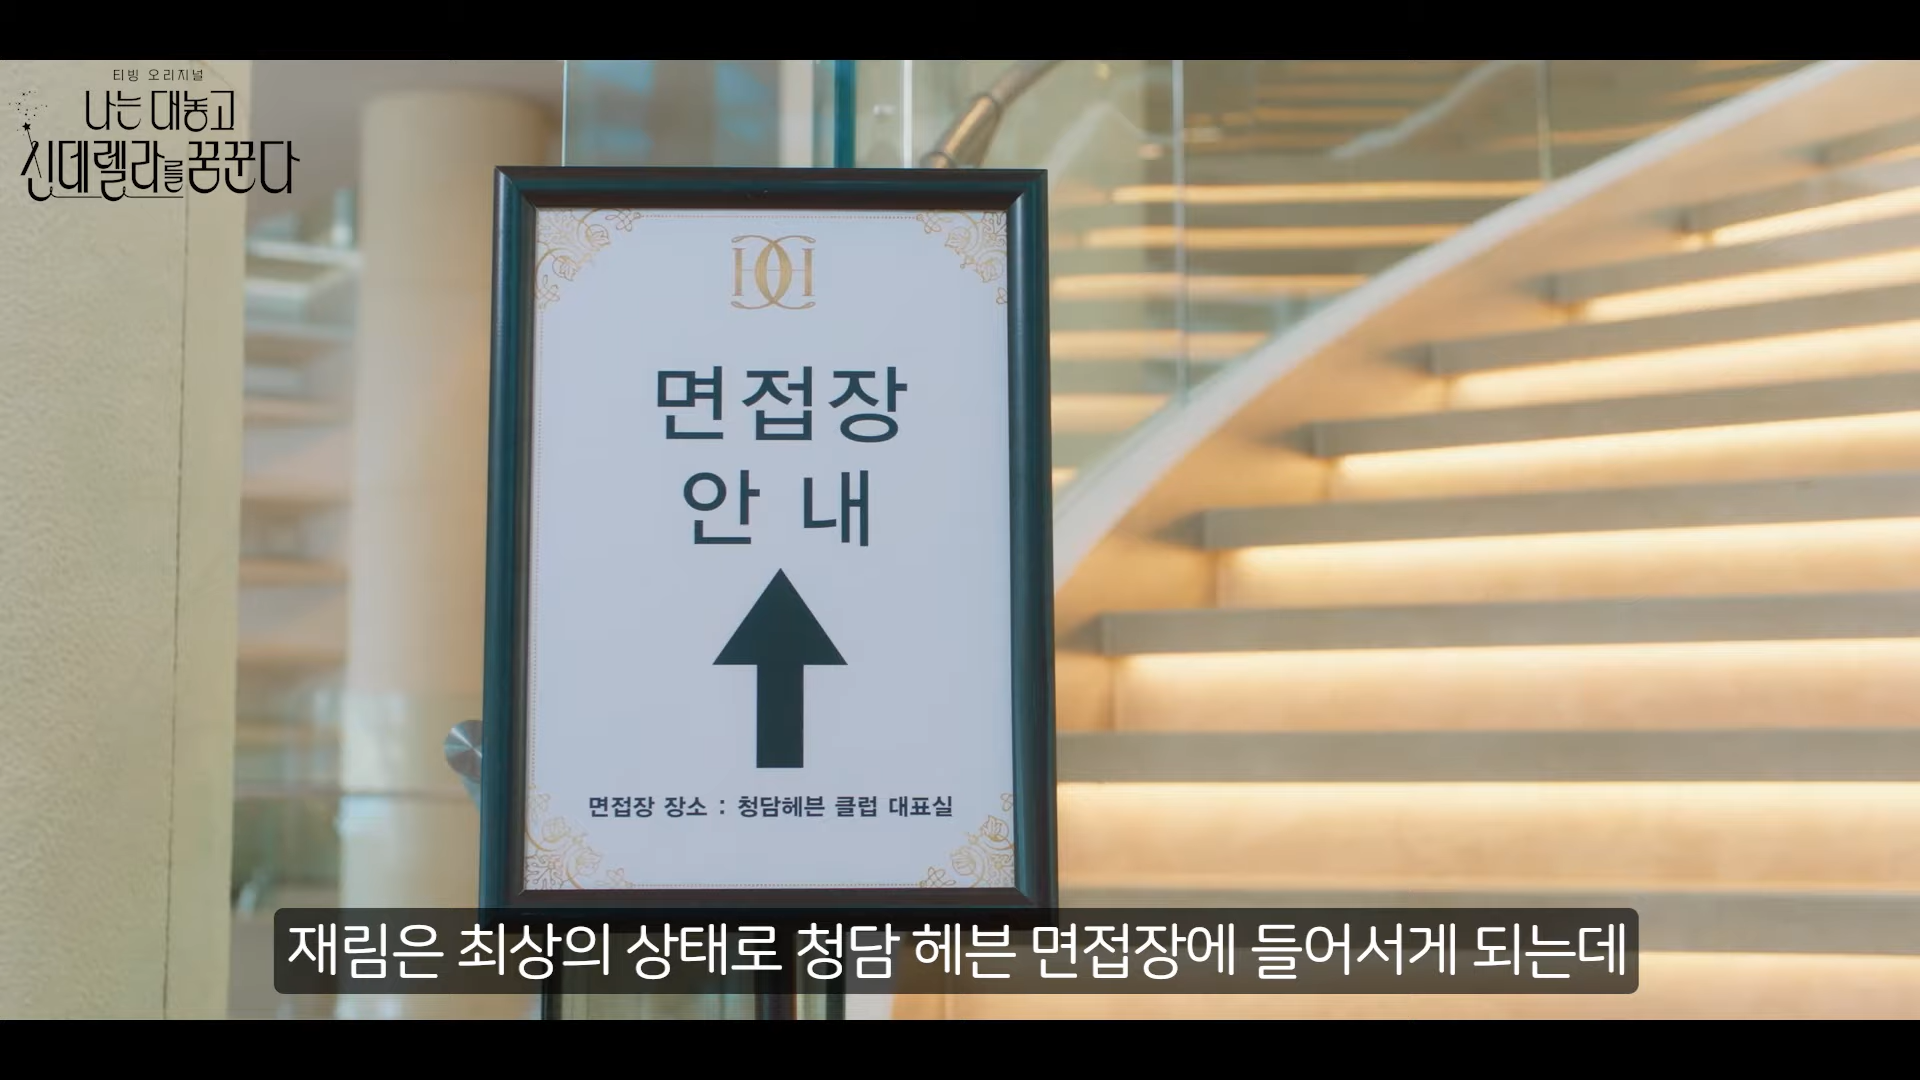 티빙 오리지널
나는 대놓고
신데렐라를 꿈꾼다
면접장
안 내
면접장 장소 : 청담헤븐 클럽 대표실
재림은 최상의 상태로 청담 헤븐 면접장에 들어서게 되는데